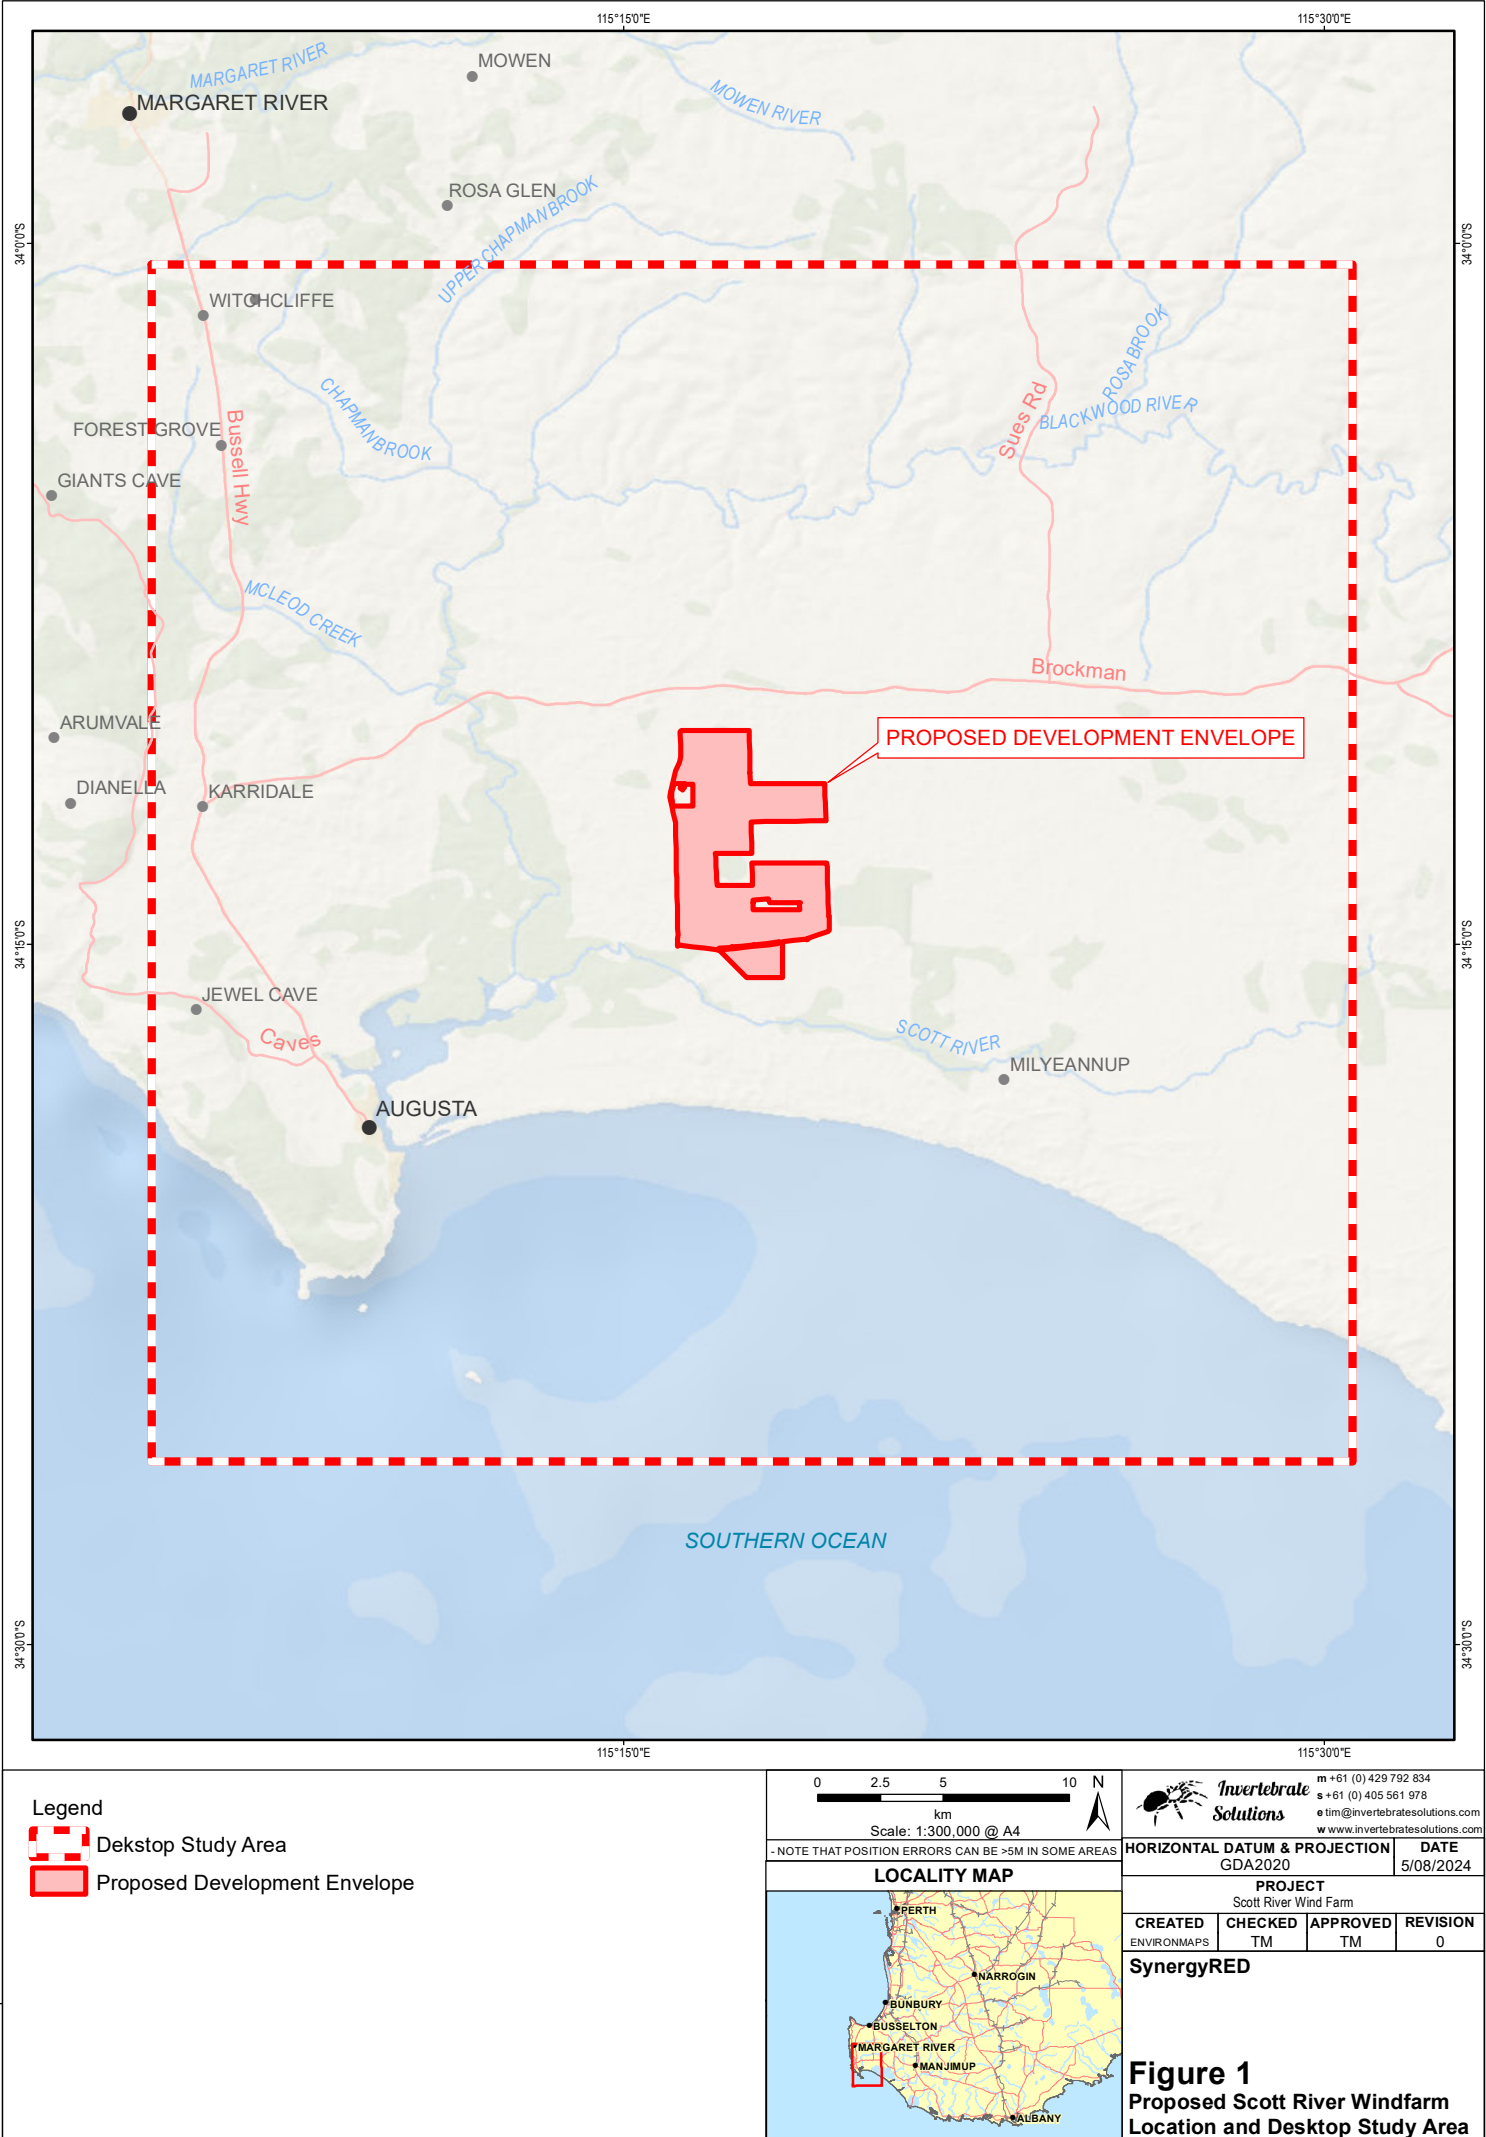 115°15'0"E
115°30'0"E
MARGARET RIVER
MOWEN
MARGARET RIVER
MOWEN RIVER
ROSA GLEN
UPPER CHAPMAN BROOK
34°0'0"S
34°0'0"S
WITCHCLIFFE
ROSA BROOK
CHAPMAN BROOK
Sues Rd
BLACKWOOD RIVER
FOREST GROVE
Bussell Hwy
GIANTS CAVE
MCLEOD CREEK
Brockman
ARUMVALE
PROPOSED DEVELOPMENT ENVELOPE
DIANELLA
KARRIDALE
34°15'0"S
34°15'0"S
JEWEL CAVE
Caves
SCOTT RIVER
MILYEANNUP
AUGUSTA
SOUTHERN OCEAN
34°30'0"S
34°30'0"S
115°15'0"E
115°30'0"E
Legend
Dekstop Study Area
Proposed Development Envelope
0 2.5 5 10 N
km
Scale: 1:300,000 @ A4
- NOTE THAT POSITION ERRORS CAN BE >5M IN SOME AREAS
LOCALITY MAP
PERTH
NARROGIN
BUNBURY
BUSSELTON
MARGARET RIVER
MANJIMUP
ALBANY
Invertebrate
Solutions
m +61 (0) 429 792 834
s +61 (0) 405 561 978
e tim@invertebratesolutions.com
w www.invertebratesolutions.com
HORIZONTAL DATUM & PROJECTION
GDA2020
DATE
5/08/2024
PROJECT
Scott River Wind Farm
CREATED CHECKED APPROVED REVISION
ENVIRONMAPS TM TM 0
SynergyRED
Figure 1
Proposed Scott River Windfarm
Location and Desktop Study Area